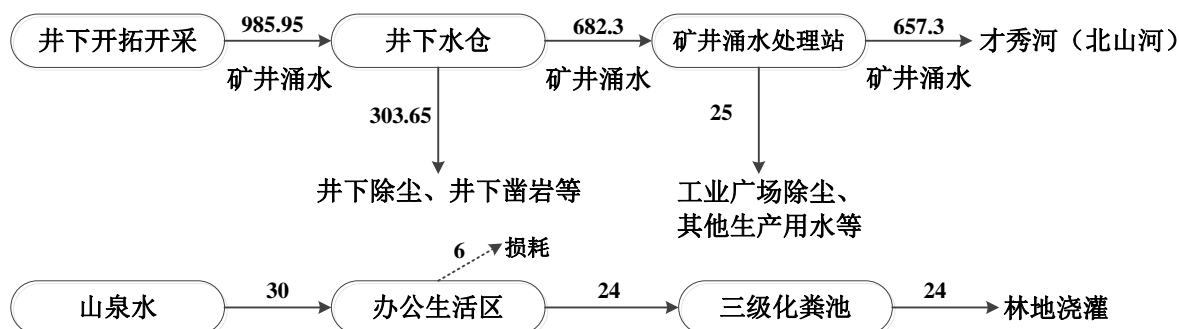 井下开拓开采
985.95
矿井涌水
井下水仓
682.3
矿井涌水
矿井涌水处理站
657.3
矿井涌水
才秀河（北山河）
303.65
井下除尘、井下凿岩等
25
工业广场除尘、
其他生产用水等
山泉水
30
办公生活区
6
损耗
24
三级化粪池
24
林地浇灌